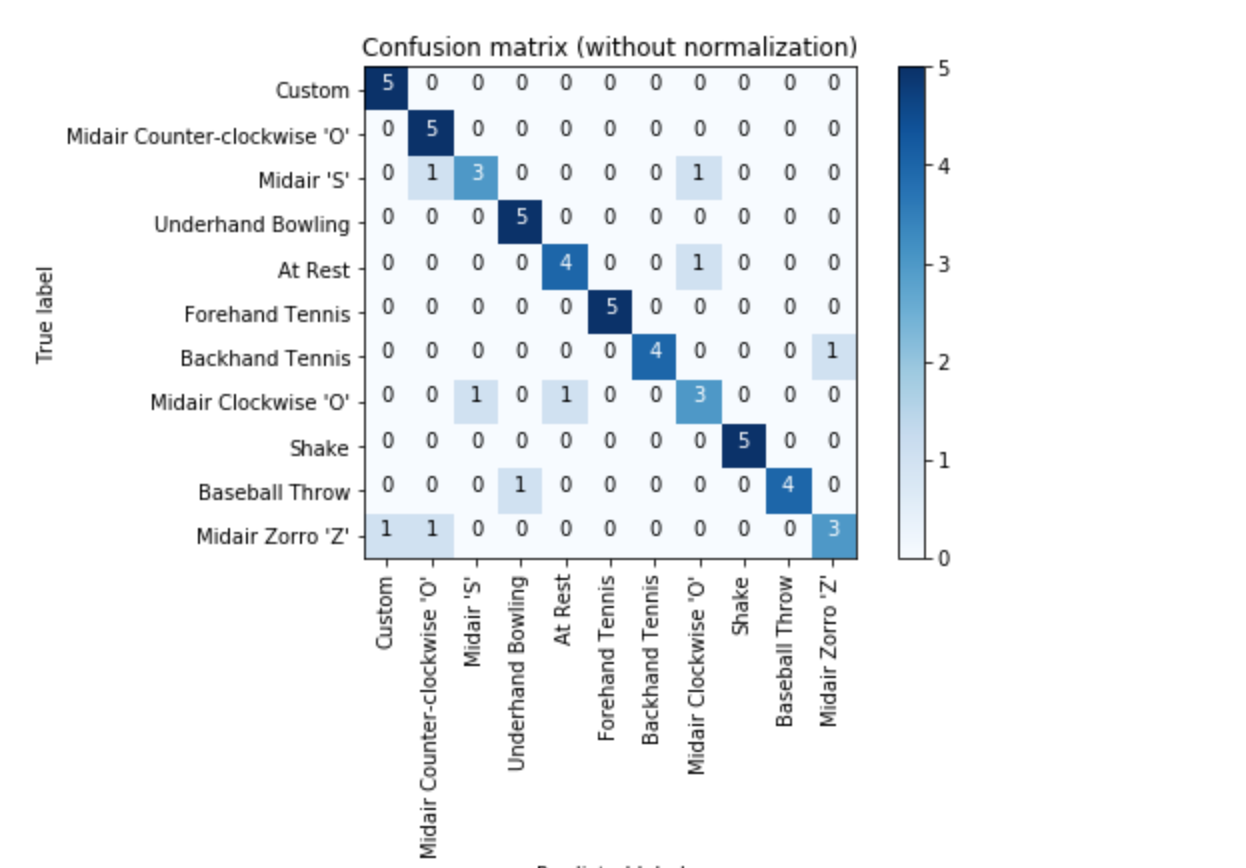 Confusion matrix (without normalization)
True label
Custom 5 0 0 0 0 0 0 0 0 0 0
Midair Counter-clockwise 'O' 0 5 0 0 0 0 0 0 0 0 0
Midair 'S' 0 1 3 0 0 0 0 1 0 0 0
Underhand Bowling 0 0 0 5 0 0 0 0 0 0 0
At Rest 0 0 0 0 4 0 0 1 0 0 0
Forehand Tennis 0 0 0 0 0 5 0 0 0 0 0
Backhand Tennis 0 0 0 0 0 0 4 0 0 0 1
Midair Clockwise 'O' 0 0 1 0 1 0 0 3 0 0 0
Shake 0 0 0 0 0 0 0 0 5 0 0
Baseball Throw 0 0 0 1 0 0 0 0 0 4 0
Midair Zorro 'Z' 1 1 0 0 0 0 0 0 0 0 3
Custom
Midair Counter-clockwise 'O'
Midair 'S'
Underhand Bowling
At Rest
Forehand Tennis
Backhand Tennis
Midair Clockwise 'O'
Shake
Baseball Throw
Midair Zorro 'Z'
5
4
3
2
1
0